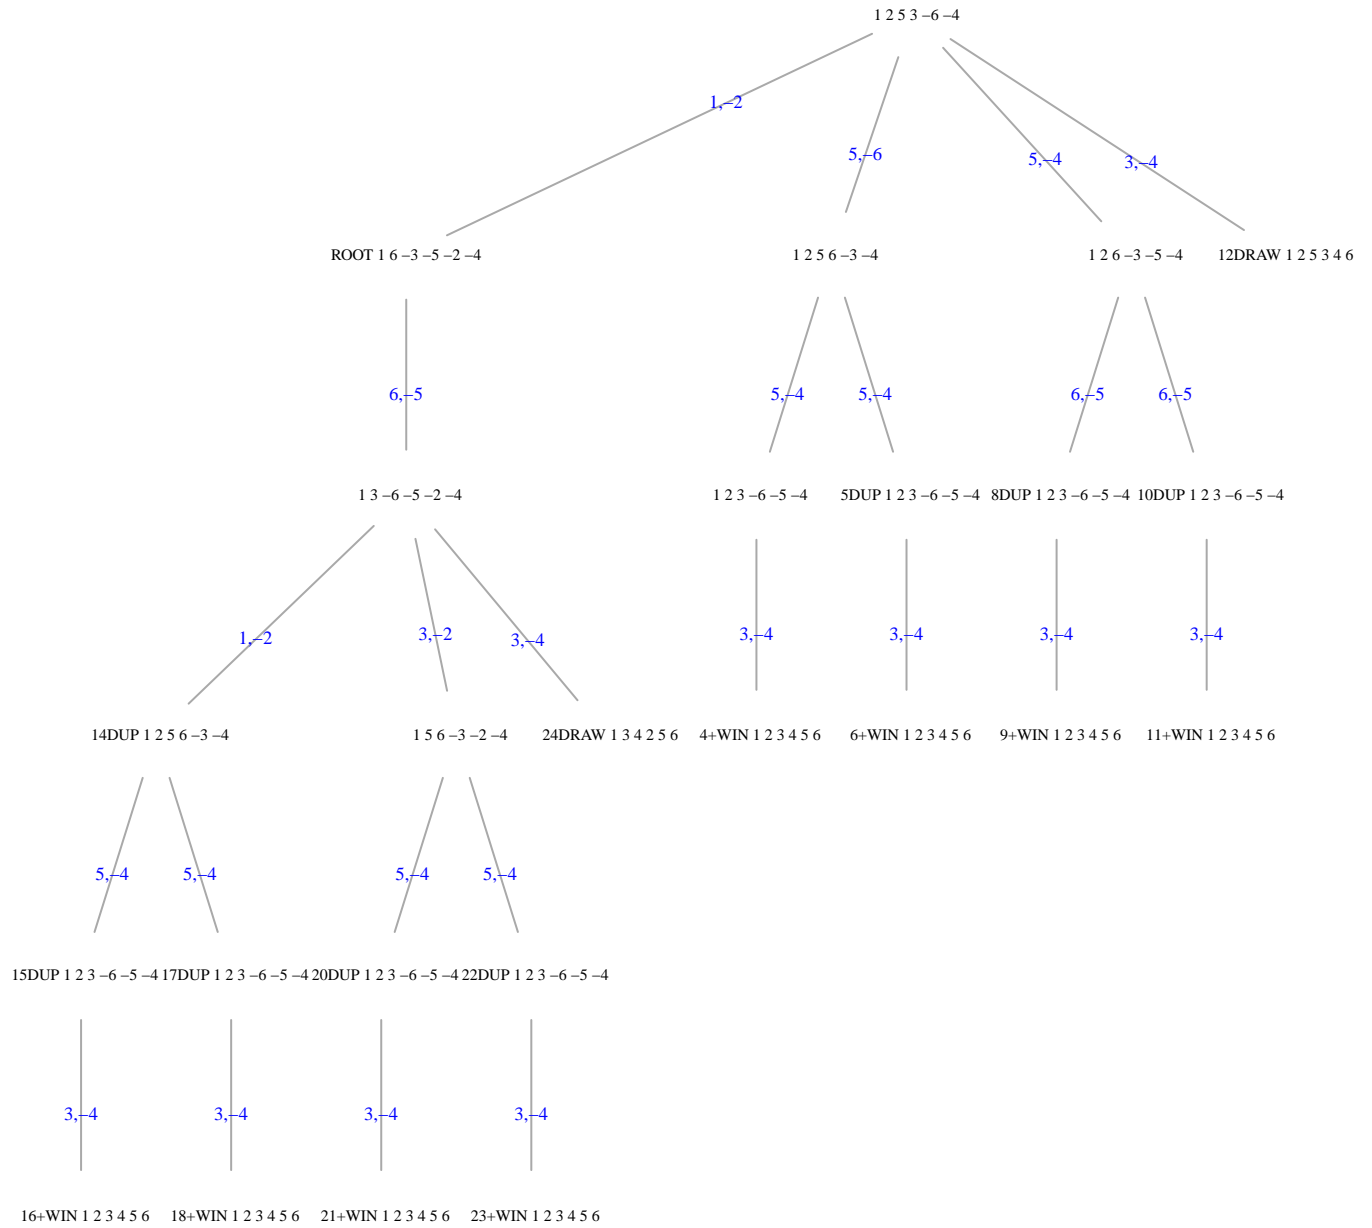 1 2 5 3 −6 −4
1,−2
5,−6
5,−4
3,−4
ROOT 1 6 −3 −5 −2 −4
1 2 5 6 −3 −4
1 2 6 −3 −5 −4
12DRAW 1 2 5 3 4 6
6,−5
5,−4
5,−4
6,−5
6,−5
1 3 −6 −5 −2 −4
1 2 3 −6 −5 −4
5DUP 1 2 3 −6 −5 −4
8DUP 1 2 3 −6 −5 −4
10DUP 1 2 3 −6 −5 −4
1,−2
3,−2
3,−4
3,−4
3,−4
3,−4
3,−4
14DUP 1 2 5 6 −3 −4
1 5 6 −3 −2 −4
24DRAW 1 3 4 2 5 6
4+WIN 1 2 3 4 5 6
6+WIN 1 2 3 4 5 6
9+WIN 1 2 3 4 5 6
11+WIN 1 2 3 4 5 6
5,−4
5,−4
5,−4
5,−4
15DUP 1 2 3 −6 −5 −4
17DUP 1 2 3 −6 −5 −4
20DUP 1 2 3 −6 −5 −4
22DUP 1 2 3 −6 −5 −4
3,−4
3,−4
3,−4
3,−4
16+WIN 1 2 3 4 5 6
18+WIN 1 2 3 4 5 6
21+WIN 1 2 3 4 5 6
23+WIN 1 2 3 4 5 6